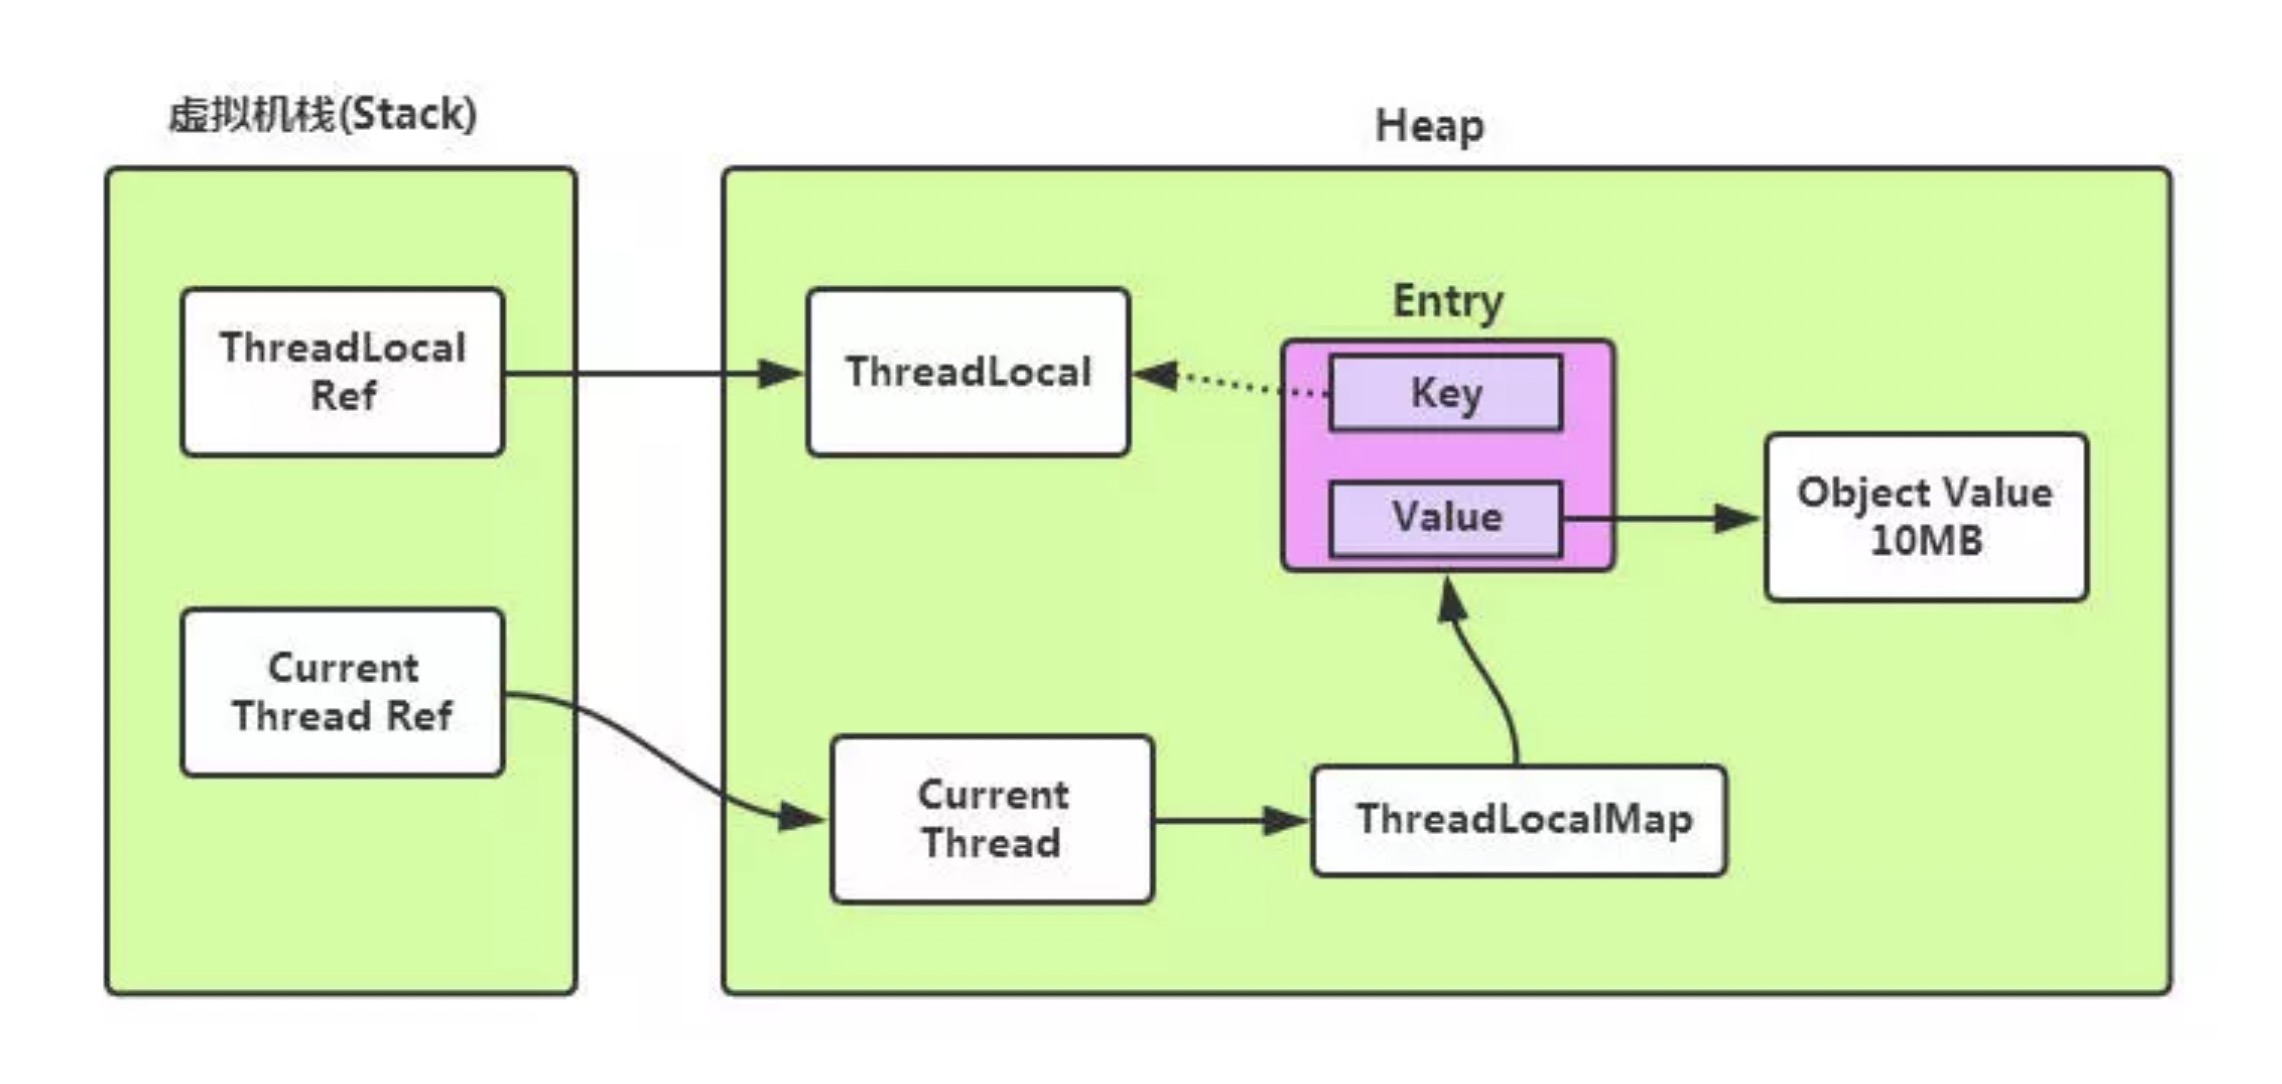 虚拟机栈(Stack)
Heap
ThreadLocal
Ref
ThreadLocal
Entry
Key
Value
Object Value
10MB
Current
Thread Ref
Current
Thread
ThreadLocalMap